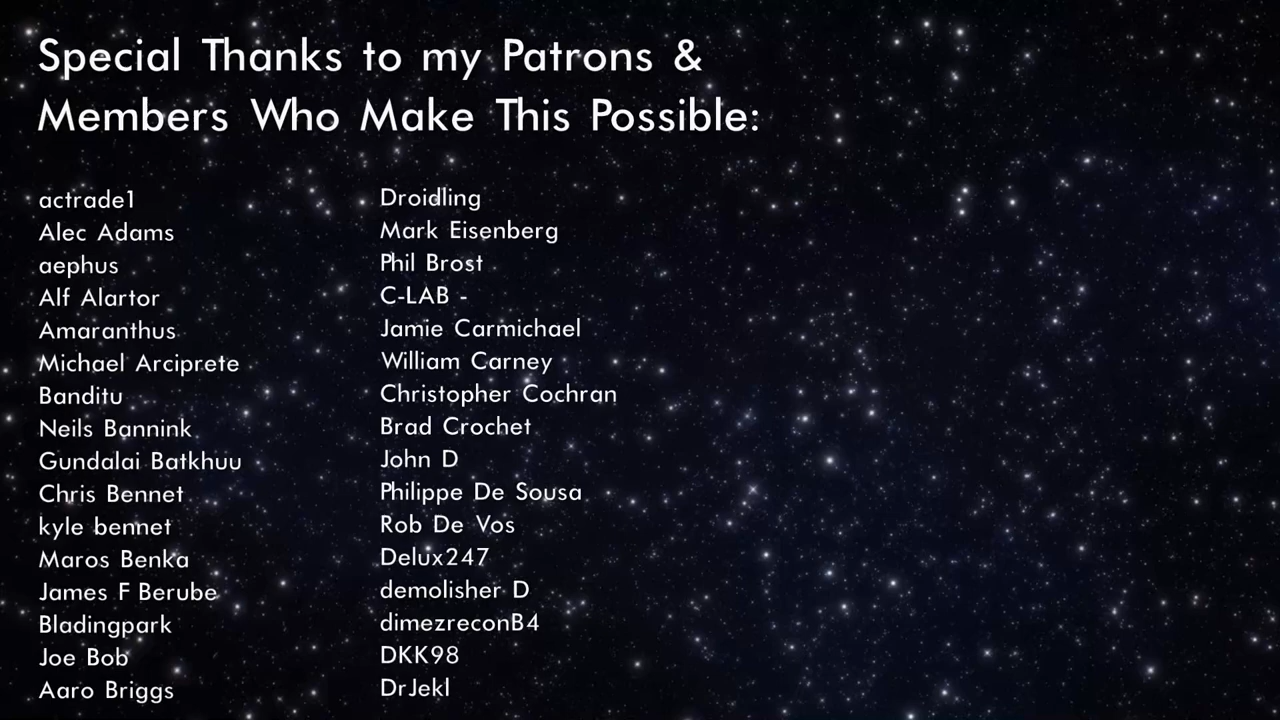 Special Thanks to my Patrons &
Members Who Make This Possible:
actrade1
Alec Adams
aephus
Alf Alartor
Amaranthus
Michael Arciprete
Banditu
Neils Bannink
Gundalai Batkhuu
Chris Bennet
kyle bennet
Maros Benka
James F Berube
Bladingpark
Joe Bob
Aaro Briggs
Droidling
Mark Eisenberg
Phil Brost
C-LAB -
Jamie Carmichael
William Carney
Christopher Cochran
Brad Crochet
John D
Philippe De Sousa
Rob De Vos
Delux247
demolisher D
dimezreconB4
DKK98
DrJekl